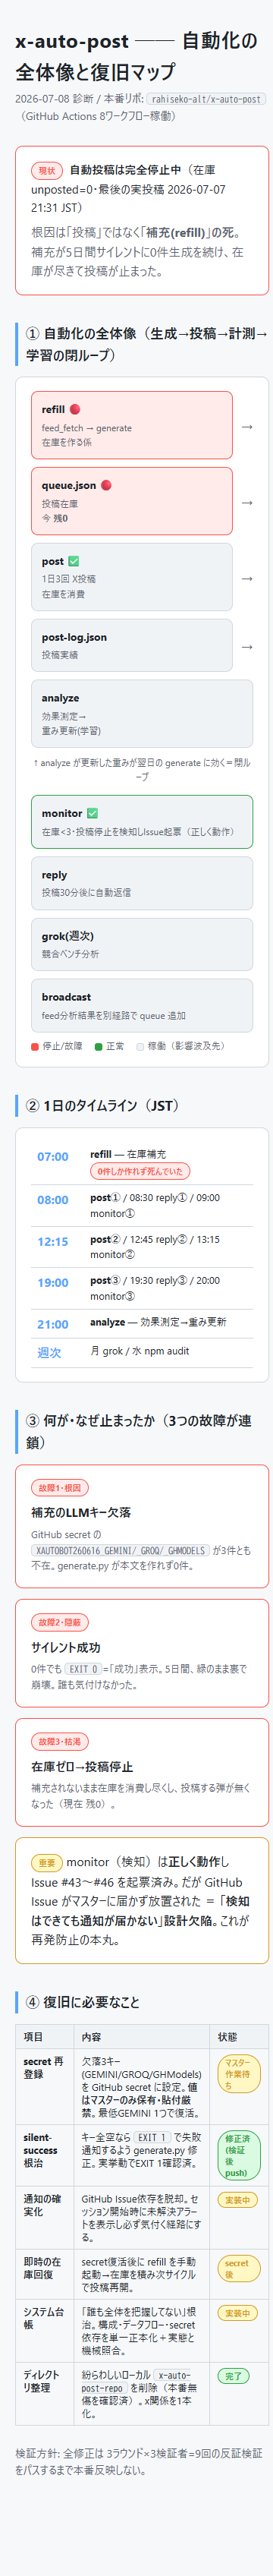 x-auto-post ── 自動化の
全体像と復旧マップ
2026-07-08 診断 / 本番リポ: rahiseko-alt/x-auto-post
（GitHub Actions 8ワークフロー稼働）
現状 自動投稿は完全停止中（在庫
unposted=0・最後の実投稿 2026-07-07
21:31 JST）
根因は「投稿」ではなく「補充(refill)」の死。
補充が5日間サイレントに0件生成を続け、在
庫が尽きて投稿が止まった。
① 自動化の全体像（生成→投稿→計測→
学習の閉ループ）
refill 🔴
feed_fetch → generate
在庫を作る係
→
queue.json 🔴
投稿在庫
今 残0
→
post ✅
1日3回 X投稿
在庫を消費
→
post-log.json
投稿実績
→
analyze
効果測定→
重み更新(学習)
↑ analyze が更新した重みが翌日の generate に効く＝閉ル
ープ
monitor ✅
在庫<3・投稿停止を検知しIssue起票（正しく動作）
reply
投稿30分後に自動返信
grok(週次)
競合ベンチ分析
broadcast
feed分析結果を別経路で queue 追加
停止/故障 正常 稼働（影響波及先）
② 1日のタイムライン（JST）
07:00 refill — 在庫補充
0件しか作れず死んでいた
08:00 post① / 08:30 reply① / 09:00
monitor①
12:15 post② / 12:45 reply② / 13:15
monitor②
19:00 post③ / 19:30 reply③ / 20:00
monitor③
21:00 analyze — 効果測定→重み更新
週次 月 grok / 水 npm audit
③ 何が・なぜ止まったか（3つの故障が連
鎖）
故障1・根因
補充のLLMキー欠落
GitHub secret の
XAUTOBOT260616_GEMINI/_GROQ/_GHMODELS が3件とも
不在。generate.py が本文を作れず0件。
故障2・隠蔽
サイレント成功
0件でも EXIT 0 =「成功」表示。5日間、緑のまま裏で
崩壊。誰も気付けなかった。
故障3・枯渇
在庫ゼロ→投稿停止
補充されないまま在庫を消費し尽くし、投稿する弾が無く
なった（現在 残0）。
重要 monitor（検知）は正しく動作し
Issue #43〜#46 を起票済み。だが GitHub
Issue がマスターに届かず放置された ＝「検知
はできても通知が届かない」設計欠陥。これが
再発防止の本丸。
④ 復旧に必要なこと
項目 内容 状態
secret 再
登録
欠落3キー
(GEMINI/GROQ/GHModels)
を GitHub secret に設定。値
はマスターのみ保有・貼付厳
禁。最低GEMINI 1つで復活。
マスター
作業待
ち
silent-
success
根治
キー全空なら EXIT 1 で失敗
通知するよう generate.py 修
正。実挙動でEXIT 1確認済。
修正済
(検証
後
push)
通知の確
実化
GitHub Issue依存を脱却。セ
ッション開始時に未解決アラー
トを表示し必ず気付く経路にす
る。
実装中
即時の在
庫回復
secret復活後に refill を手動
起動→在庫を積み次サイクル
で投稿再開。
secret
後
システム台
帳
「誰も全体を把握してない」根
治。構成・データフロー・secret
依存を単一正本化＋実態と
機械照合。
実装中
ディレクト
リ整理
紛らわしいローカル x-auto-
post-repo を削除（本番無
傷を確認済）。x関係を1本
化。
完了
検証方針: 全修正は 3ラウンド×3検証者=9回の反証検証
をパスするまで本番反映しない。